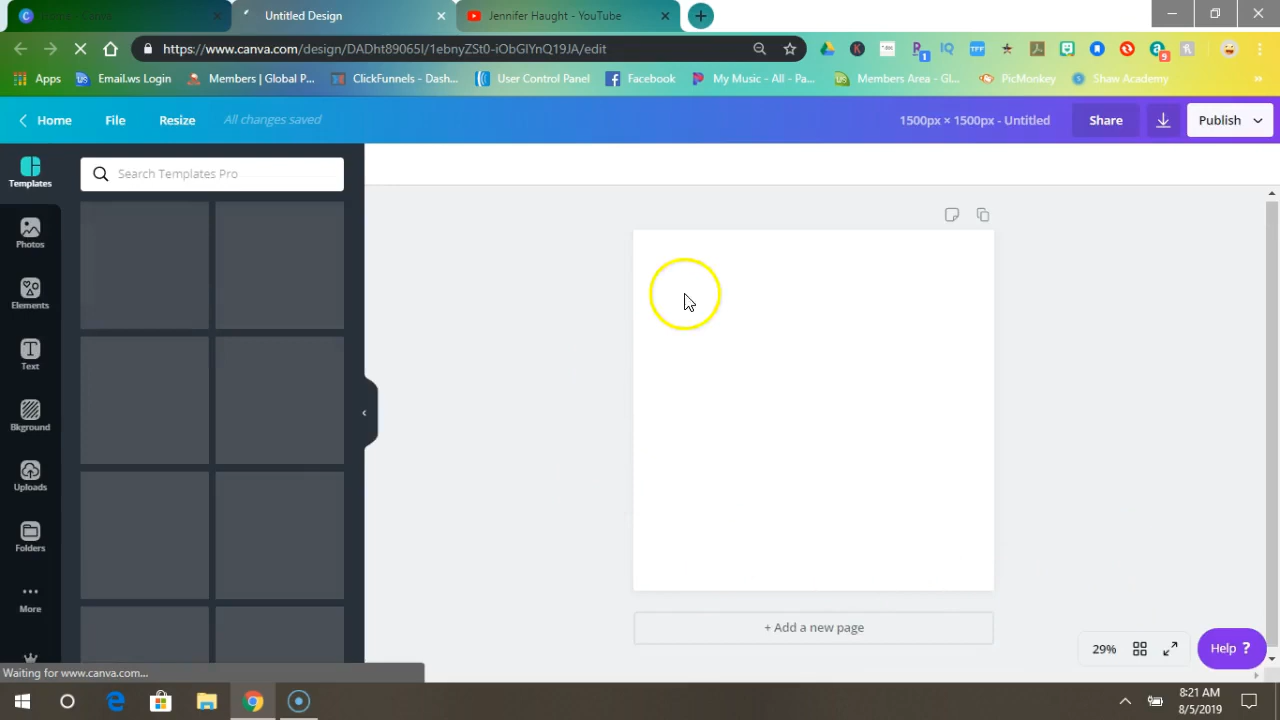 Home - Canva
Untitled Design
Jennifer Haught - YouTube
https://www.canva.com/design/DADht89065I/1ebnyZSt0-iObGlYnQ19JA/edit
Apps
Email.ws Login
Members | Global P...
ClickFunnels - Dash...
User Control Panel
Facebook
My Music - All - Pa...
Members Area - Gl...
PicMonkey
Shaw Academy
Home
File
Resize
All changes saved
1500px × 1500px - Untitled
Share
Publish
Templates
Search Templates Pro
Photos
Elements
Text
Bkground
Uploads
Folders
More
+ Add a new page
29%
Help ?
Waiting for www.canva.com...
8:21 AM
8/5/2019